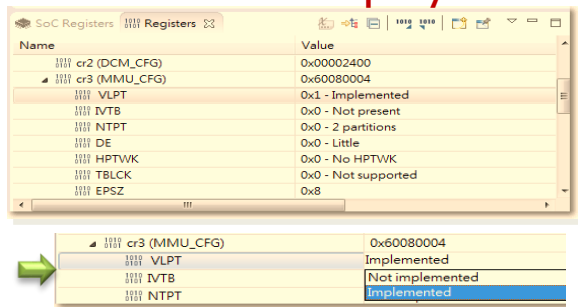 SoC Registers Registers
Name Value
cr2 (DCM_CFG) 0x00002400
cr3 (MMU_CFG) 0x60080004
VLPT 0x1 - Implemented
IVTB 0x0 - Not present
NTPT 0x0 - 2 partitions
DE 0x0 - Little
HPTWK 0x0 - No HPTWK
TBLCK 0x0 - Not supported
EPSZ 0x8
cr3 (MMU_CFG) 0x60080004
VLPT Implemented
IVTB Not implemented
NTPT Implemented